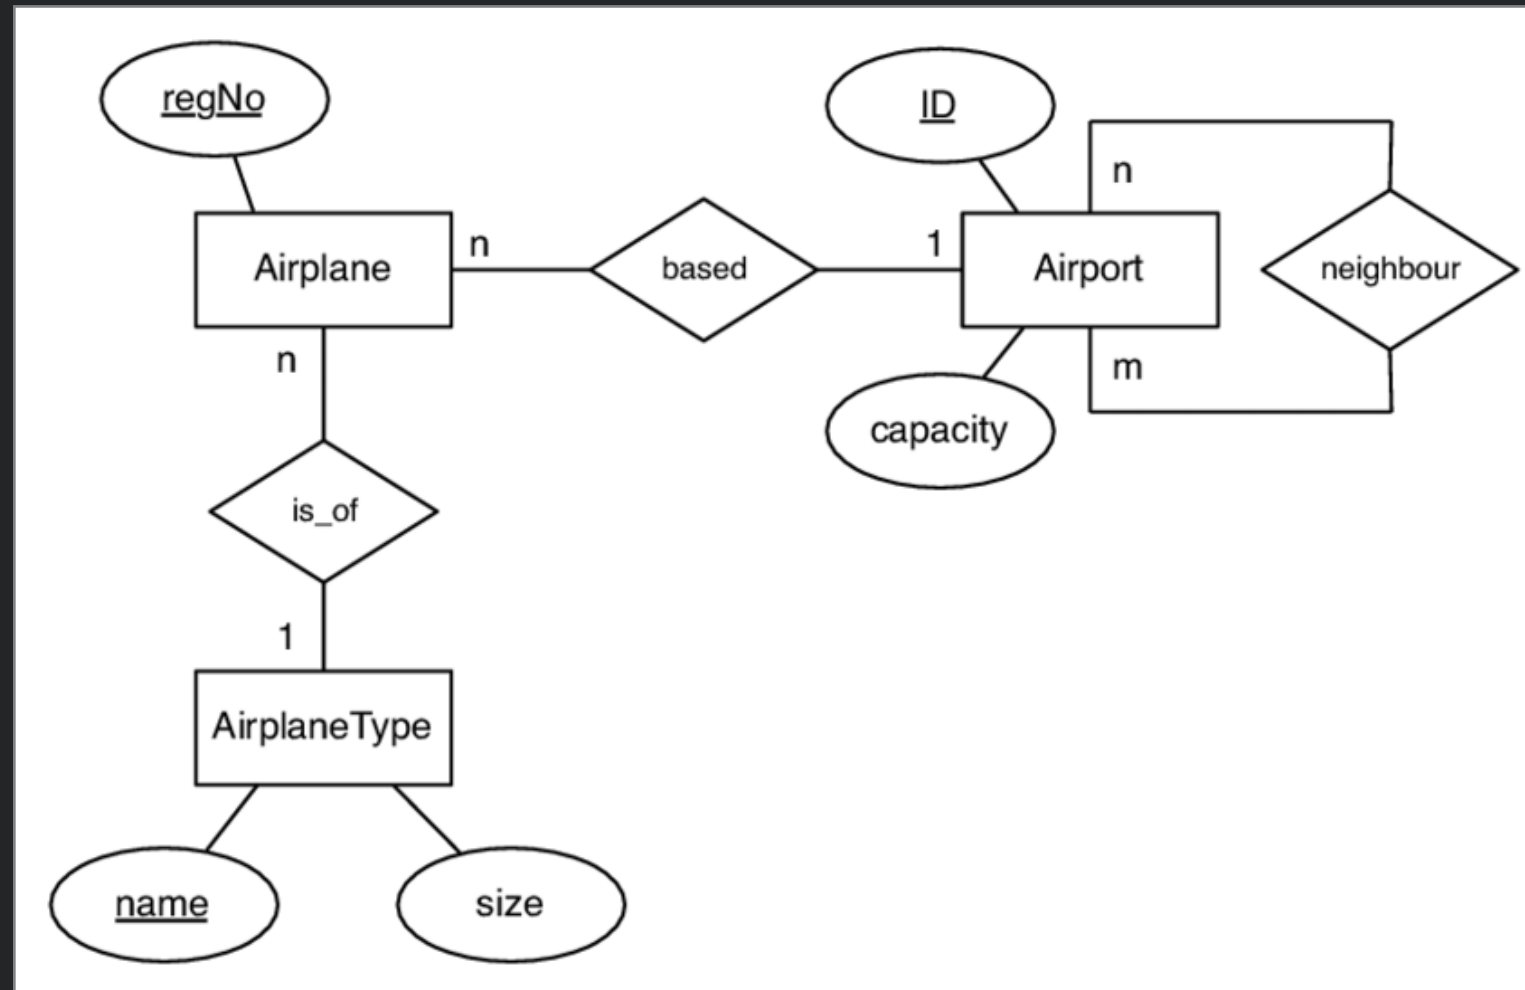 regNo
ID
n
Airplane
n
based
1
Airport
neighbour
n
m
capacity
is_of
1
AirplaneType
name
size